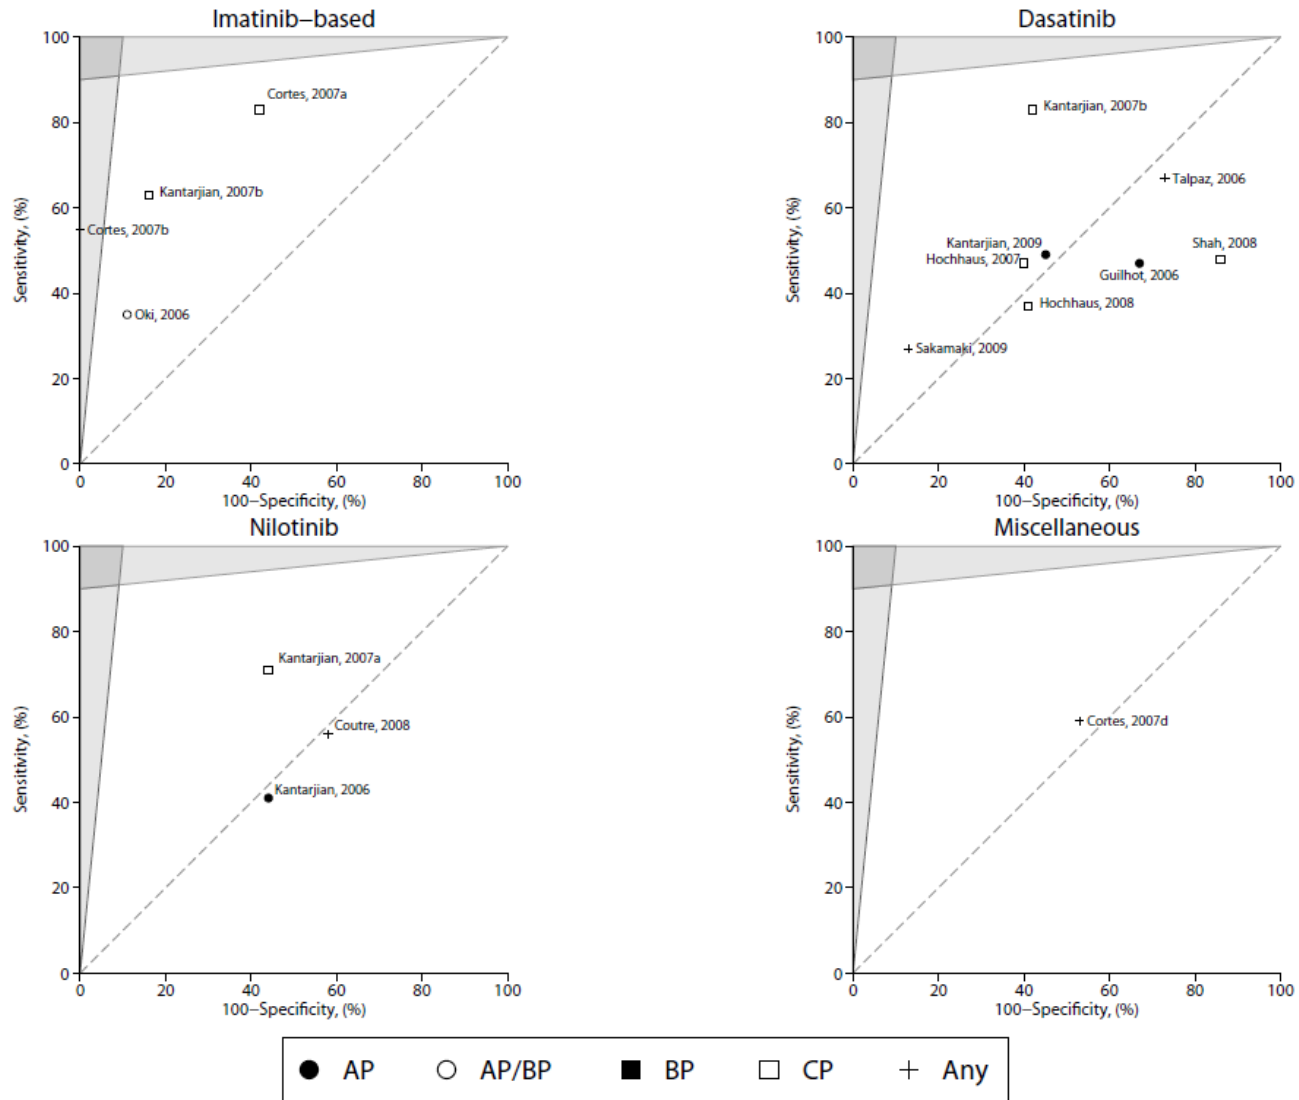 Imatinib−based
100
80
60
40
20
0
Sensitivity, (%)
Cortes, 2007a
Kantarjian, 2007b
Cortes, 2007b
Oki, 2006
0 20 40 60 80 100
100−Specificity, (%)
Dasatinib
100
80
60
40
20
0
Sensitivity, (%)
Kantarjian, 2007b
Talpaz, 2006
Kantarjian, 2009
Shah, 2008
Hochhaus, 2007
Guilhot, 2006
Hochhaus, 2008
Sakamaki, 2009
0 20 40 60 80 100
100−Specificity, (%)
Nilotinib
100
80
60
40
20
0
Sensitivity, (%)
Kantarjian, 2007a
Coutre, 2008
Kantarjian, 2006
0 20 40 60 80 100
100−Specificity, (%)
Miscellaneous
100
80
60
40
20
0
Sensitivity, (%)
Cortes, 2007d
0 20 40 60 80 100
100−Specificity, (%)
AP AP/BP BP CP Any